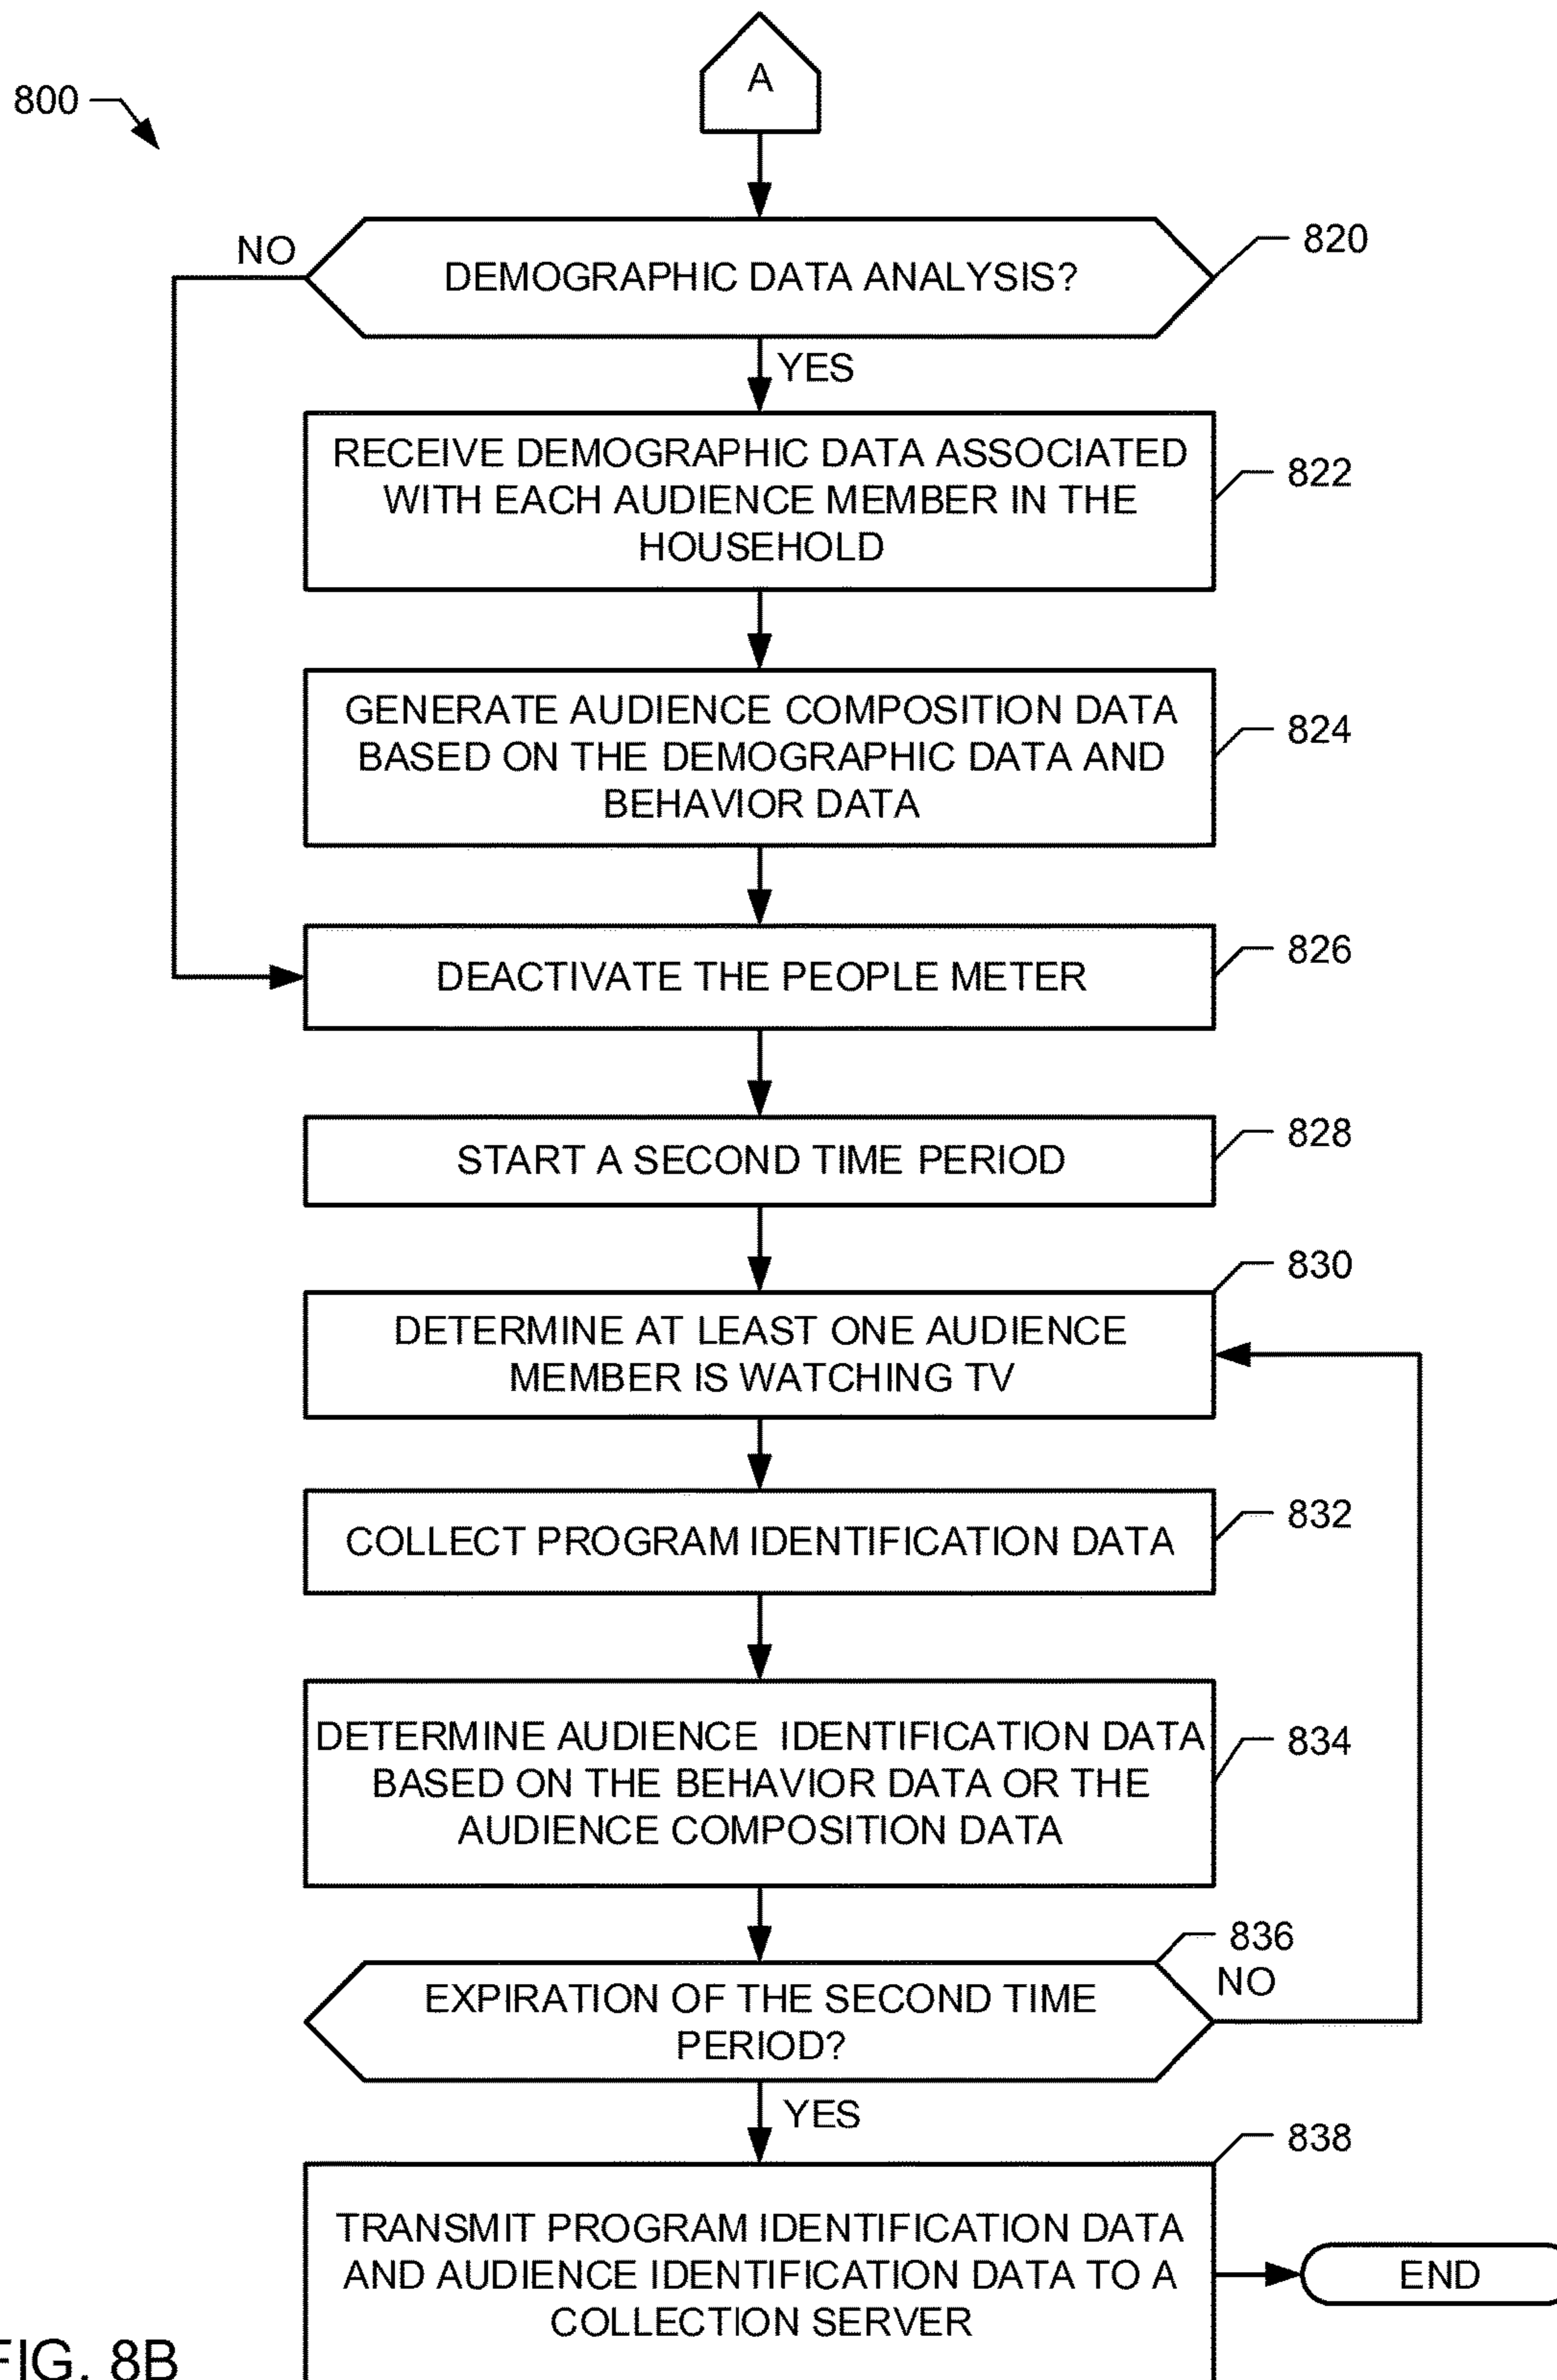 A
800
NO
DEMOGRAPHIC DATA ANALYSIS?
820
YES
RECEIVE DEMOGRAPHIC DATA ASSOCIATED
WITH EACH AUDIENCE MEMBER IN THE
HOUSEHOLD
822
GENERATE AUDIENCE COMPOSITION DATA
BASED ON THE DEMOGRAPHIC DATA AND
BEHAVIOR DATA
824
DEACTIVATE THE PEOPLE METER
826
START A SECOND TIME PERIOD
828
DETERMINE AT LEAST ONE AUDIENCE
MEMBER IS WATCHING TV
830
COLLECT PROGRAM IDENTIFICATION DATA
832
DETERMINE AUDIENCE IDENTIFICATION DATA
BASED ON THE BEHAVIOR DATA OR THE
AUDIENCE COMPOSITION DATA
834
EXPIRATION OF THE SECOND TIME
PERIOD?
836
NO
YES
TRANSMIT PROGRAM IDENTIFICATION DATA
AND AUDIENCE IDENTIFICATION DATA TO A
COLLECTION SERVER
838
END
FIG. 8B